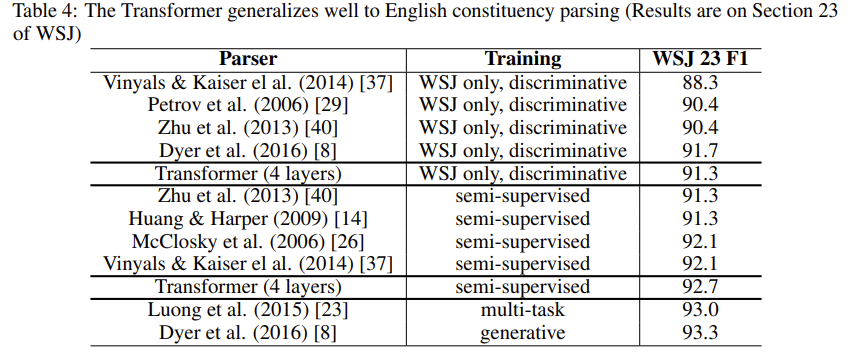 Table 4: The Transformer generalizes well to English constituency parsing (Results are on Section 23
of WSJ)
Parser Training WSJ 23 F1
Vinyals & Kaiser el al. (2014) [37] WSJ only, discriminative 88.3
Petrov et al. (2006) [29] WSJ only, discriminative 90.4
Zhu et al. (2013) [40] WSJ only, discriminative 90.4
Dyer et al. (2016) [8] WSJ only, discriminative 91.7
Transformer (4 layers) WSJ only, discriminative 91.3
Zhu et al. (2013) [40] semi-supervised 91.3
Huang & Harper (2009) [14] semi-supervised 91.3
McClosky et al. (2006) [26] semi-supervised 92.1
Vinyals & Kaiser el al. (2014) [37] semi-supervised 92.1
Transformer (4 layers) semi-supervised 92.7
Luong et al. (2015) [23] multi-task 93.0
Dyer et al. (2016) [8] generative 93.3